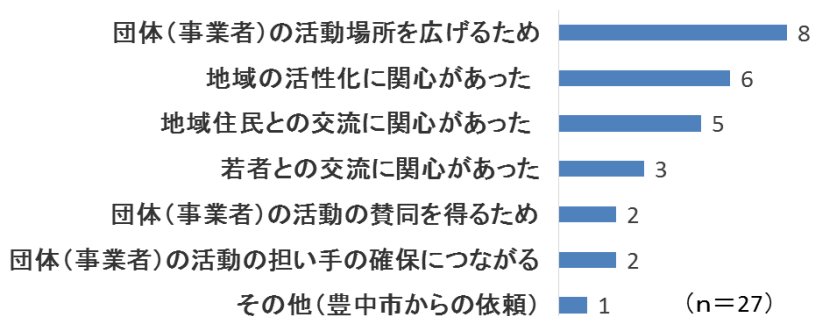 団体(事業者)の活動場所を広げるため 8
地域の活性化に関心があった 6
地域住民との交流に関心があった 5
若者との交流に関心があった 3
団体(事業者)の活動の賛同を得るため 2
団体(事業者)の活動の担い手の確保につながる 2
その他(豊中市からの依頼) 1 (n=27)